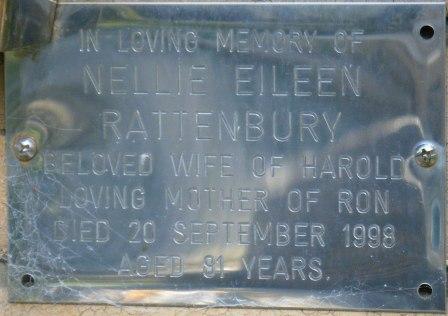 IN LOVING MEMORY OF
NELLIE EILEEN
RATTENBURY
BELOVED WIFE OF HAROLD
LOVING MOTHER OF RON
DIED 20 SEPTEMBER 1998
AGED 81 YEARS.